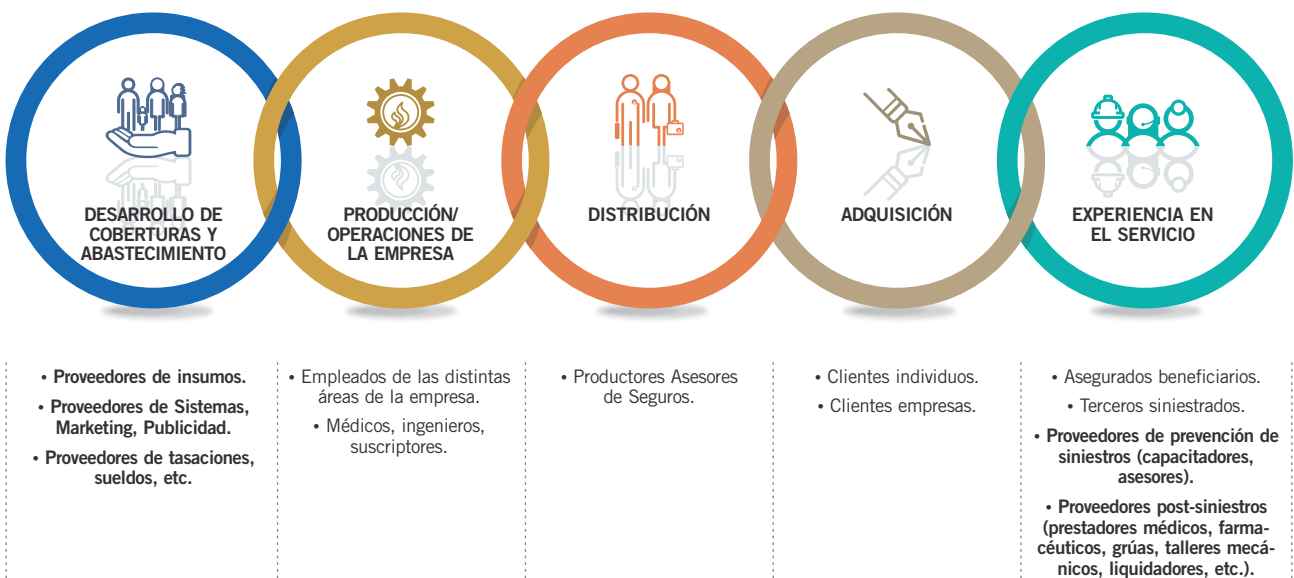 DESARROLLO DE
COBERTURAS Y
ABASTECIMIENTO
PRODUCCIÓN/
OPERACIONES DE
LA EMPRESA
DISTRIBUCIÓN
ADQUISICIÓN
EXPERIENCIA EN
EL SERVICIO
• Proveedores de insumos.
• Proveedores de Sistemas,
Marketing, Publicidad.
• Proveedores de tasaciones,
sueldos, etc.
• Empleados de las distintas
áreas de la empresa.
• Médicos, ingenieros,
suscriptores.
• Productores Asesores
de Seguros.
• Clientes individuos.
• Clientes empresas.
• Asegurados beneficiarios.
• Terceros siniestrados.
• Proveedores de prevención de
siniestros (capacitadores,
asesores).
• Proveedores post-siniestros
(prestadores médicos, farma-
céuticos, grúas, talleres mecá-
nicos, liquidadores, etc.).